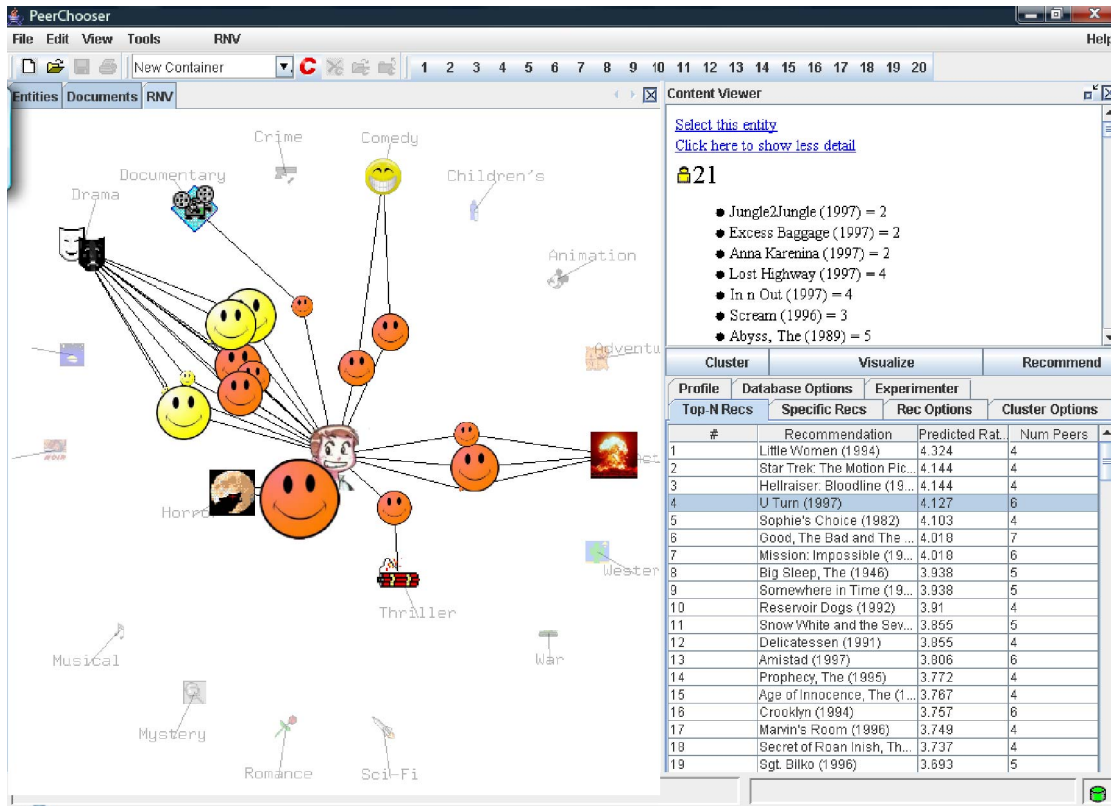 PeerChooser
File Edit View Tools RNV Help
New Container C 1 2 3 4 5 6 7 8 9 10 11 12 13 14 15 16 17 18 19 20
Entities Documents RNV
Content Viewer
Select this entity
Click here to show less detail
21
Jungle2Jungle (1997) = 2
Excess Baggage (1997) = 2
Anna Karenina (1997) = 2
Lost Highway (1997) = 4
In n Out (1997) = 4
Scream (1996) = 3
Abyss, The (1989) = 5
Crime
Comedy
Documentary
Children's
Drama
Animation
Adventu
Horro
Wester
Thriller
Musical
War
Mystery
Romance
Sci-Fi
Cluster Visualize Recommend
Profile Database Options Experimenter
Top-N Recs Specific Recs Rec Options Cluster Options
# Recommendation Predicted Rat... Num Peers
1 Little Women (1994) 4.324 4
2 Star Trek: The Motion Pic... 4.144 4
3 Hellraiser: Bloodline (19... 4.144 4
4 U Turn (1997) 4.127 6
5 Sophie's Choice (1982) 4.103 4
6 Good, The Bad and The ... 4.018 7
7 Mission: Impossible (19... 4.018 6
8 Big Sleep, The (1946) 3.938 5
9 Somewhere in Time (19... 3.938 5
10 Reservoir Dogs (1992) 3.91 4
11 Snow White and the Sev... 3.855 5
12 Delicatessen (1991) 3.855 4
13 Amistad (1997) 3.806 6
14 Prophecy, The (1995) 3.772 4
15 Age of Innocence, The (1... 3.767 4
16 Crooklyn (1994) 3.757 6
17 Marvin's Room (1996) 3.749 4
18 Secret of Roan Inish, Th... 3.737 4
19 Sgt. Bilko (1996) 3.693 5